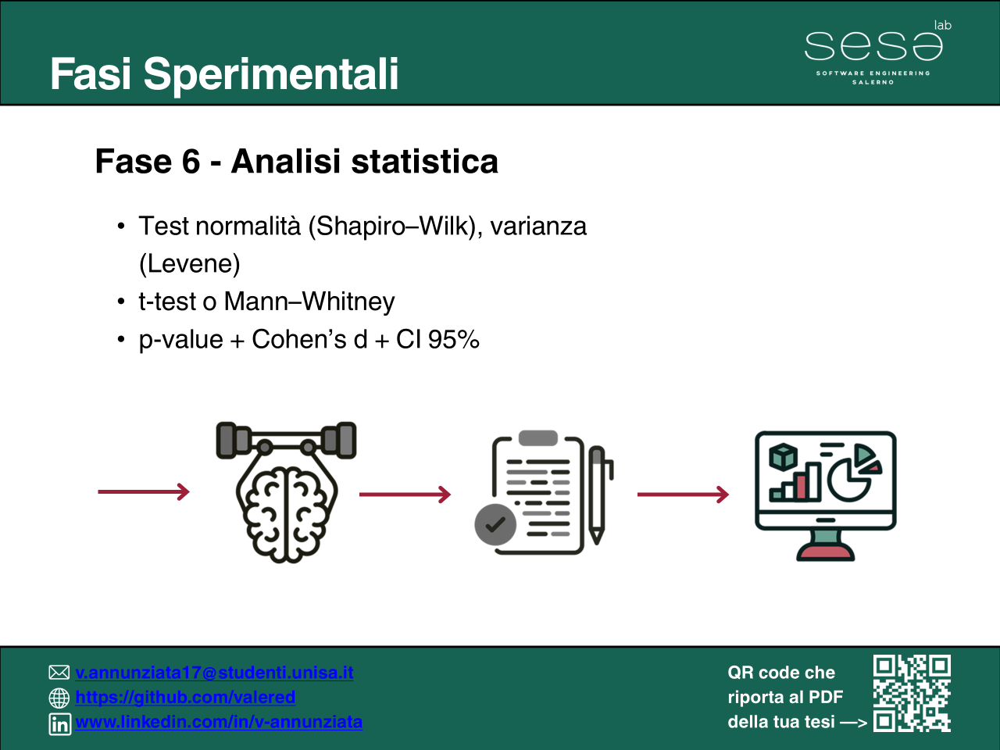 Fasi Sperimentali
lab
sesa
SOFTWARE ENGINEERING
SALERNO
Fase 6 - Analisi statistica
• Test normalità (Shapiro–Wilk), varianza
(Levene)
• t-test o Mann–Whitney
• p-value + Cohen’s d + CI 95%
v.annunziata17@studenti.unisa.it
https://github.com/valered
in www.linkedin.com/in/v-annunziata
QR code che
riporta al PDF
della tua tesi —>